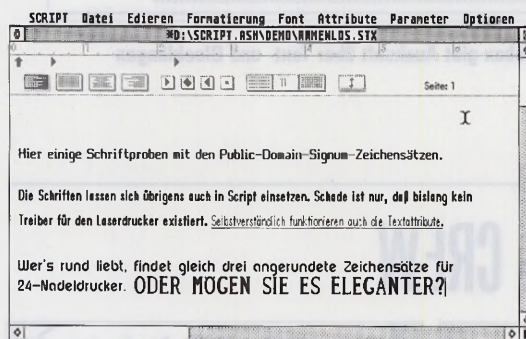 SCRIPT Datei Edieren Formatierung Font Attribute Parameter Optionen
*D:\SCRIPT.ASH\DEMO\RAMENLOS.STX
Seite: 1
Hier einige Schriftproben mit den Public-Domain-Signum-Zeichensätzen.
Die Schriften lassen sich übrigens auch in Script einsetzen. Schade ist nur, daß bislang kein
Treiber für den Laserdrucker existiert. Selbstverständlich funktionieren auch die Textattribute.
Wer's rund liebt, findet gleich drei angerundete Zeichensätze für
24-Nadeldrucker. ODER MÖGEN SIE ES ELEGANTER?